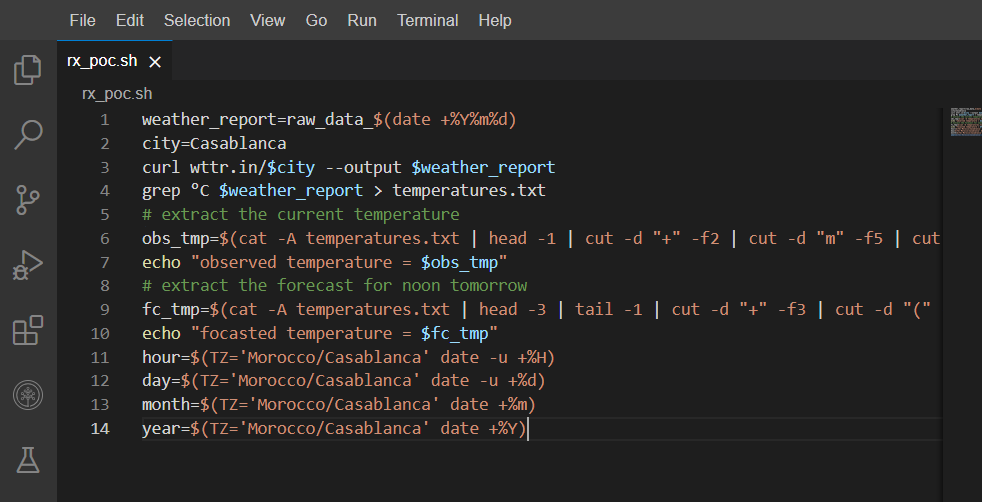 File Edit Selection View Go Run Terminal Help
rx_poc.sh ×
rx_poc.sh
1 weather_report=raw_data_$(date +%Y%m%d)
2 city=Casablanca
3 curl wttr.in/$city --output $weather_report
4 grep °C $weather_report > temperatures.txt
5 # extract the current temperature
6 obs_tmp=$(cat -A temperatures.txt | head -1 | cut -d "+" -f2 | cut -d "m" -f5 | cut
7 echo "observed temperature = $obs_tmp"
8 # extract the forecast for noon tomorrow
9 fc_tmp=$(cat -A temperatures.txt | head -3 | tail -1 | cut -d "+" -f3 | cut -d "("
10 echo "focasted temperature = $fc_tmp"
11 hour=$(TZ='Morocco/Casablanca' date -u +%H)
12 day=$(TZ='Morocco/Casablanca' date -u +%d)
13 month=$(TZ='Morocco/Casablanca' date +%m)
14 year=$(TZ='Morocco/Casablanca' date +%Y)